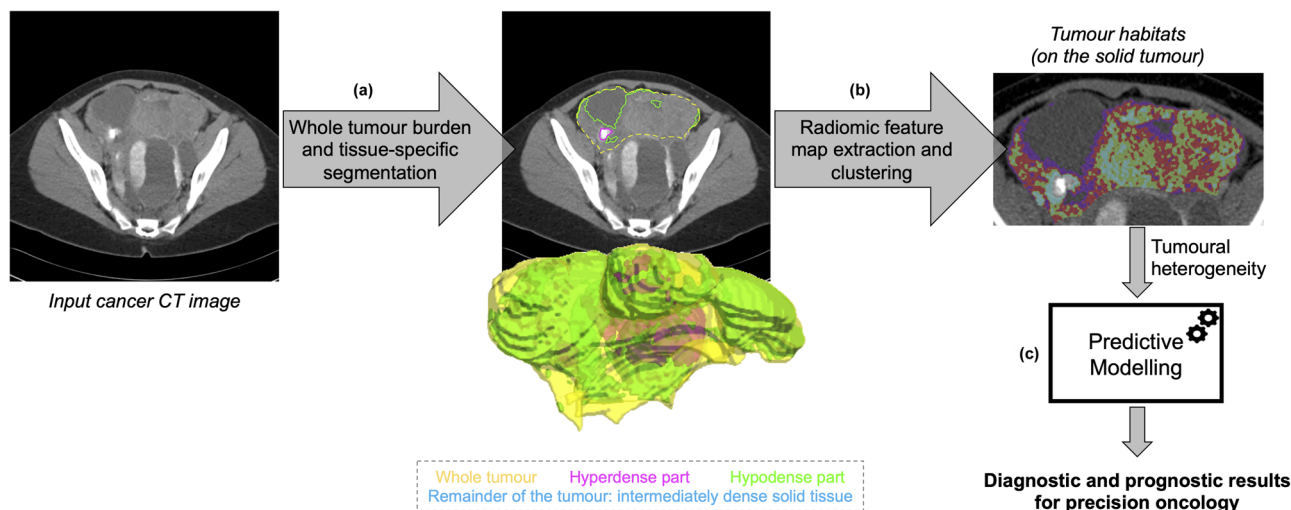 (a)
Whole tumour burden
and tissue-specific
segmentation
Input cancer CT image
(b)
Radiomic feature
map extraction and
clustering
Tumour habitats
(on the solid tumour)
Tumoural
heterogeneity
(c)
Predictive
Modelling
Diagnostic and prognostic results
for precision oncology
Whole tumour Hyperdense part Hypodense part
Remainder of the tumour: intermediately dense solid tissue